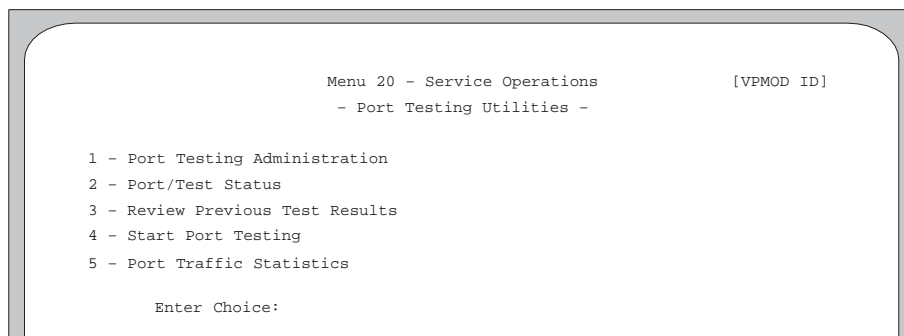 Menu 20 – Service Operations [VPMOD ID]
– Port Testing Utilities –
1 – Port Testing Administration
2 – Port/Test Status
3 – Review Previous Test Results
4 – Start Port Testing
5 – Port Traffic Statistics
Enter Choice: